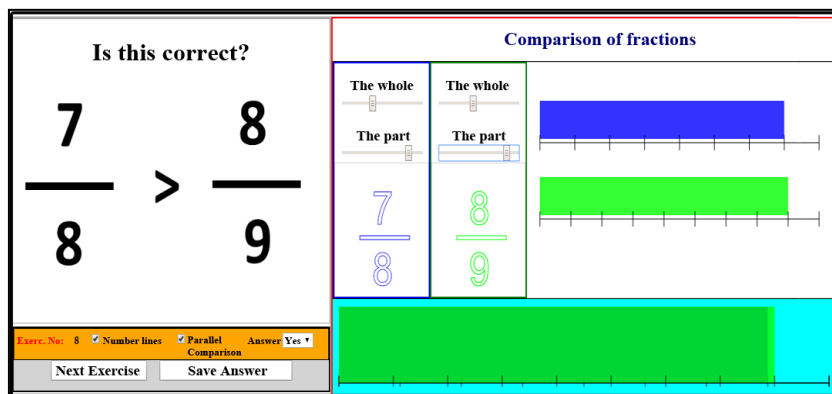 Is this correct?
7
8
>
8
9
Exerc. No: 8 Number lines Parallel Comparison Answer Yes
Next Exercise Save Answer
Comparison of fractions
The whole
The part
7
8
The whole
The part
8
9